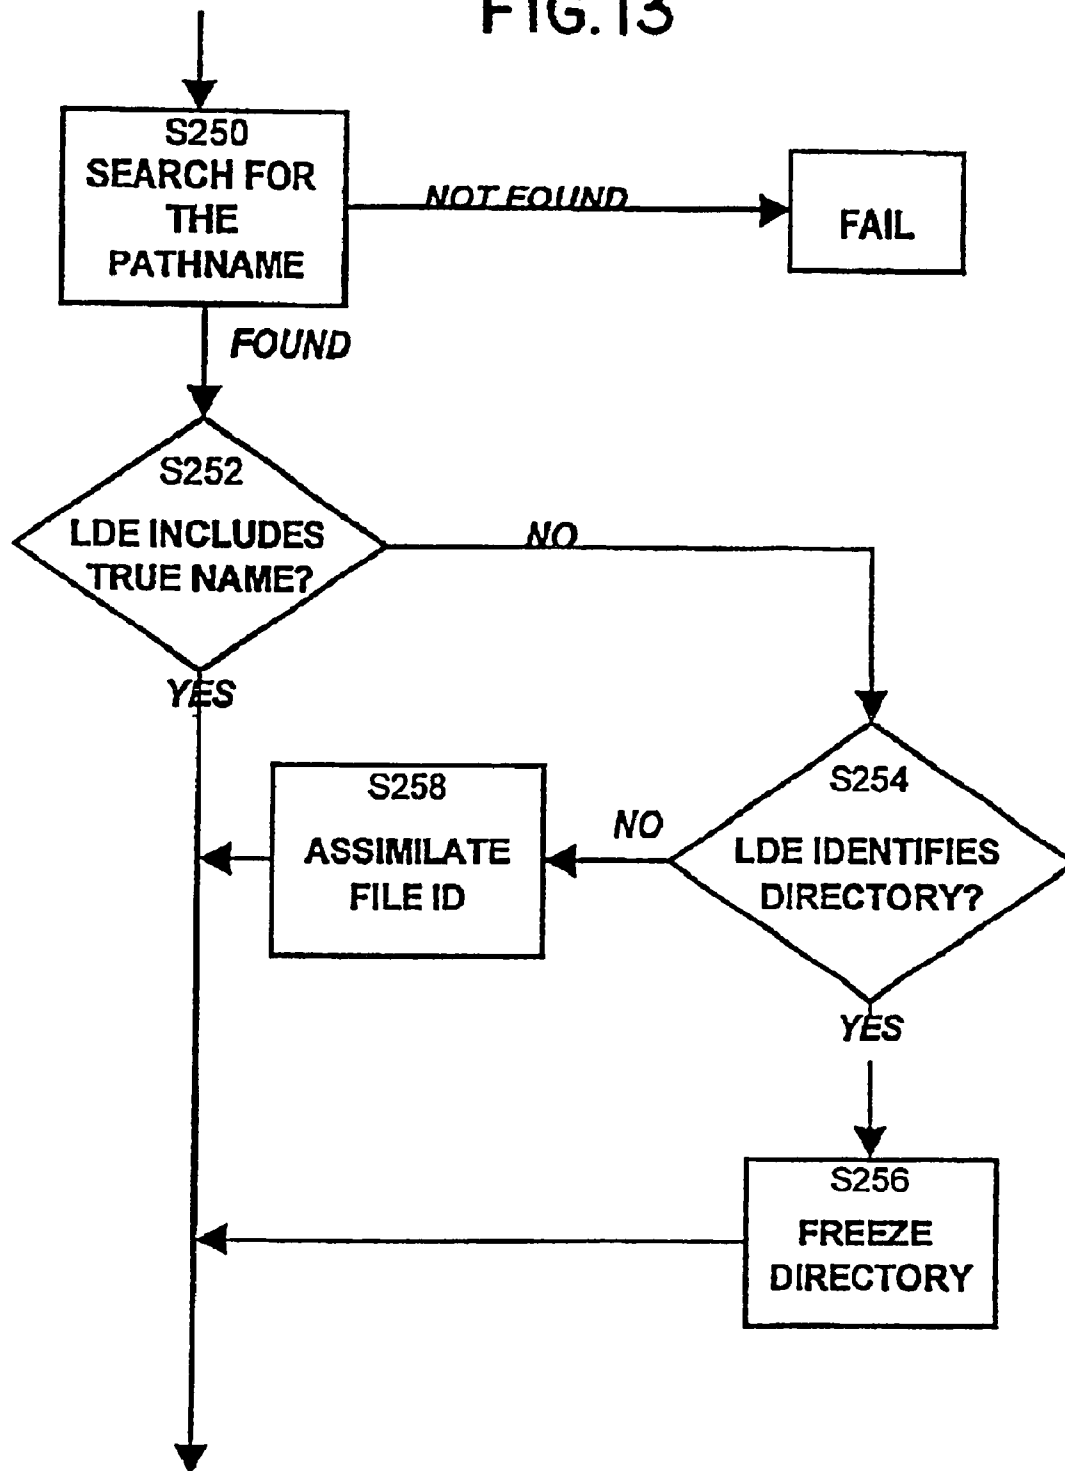 FIG. 13
S250
SEARCH FOR
THE
PATHNAME
NOT FOUND
FAIL
FOUND
S252
LDE INCLUDES
TRUE NAME?
NO
YES
S254
LDE IDENTIFIES
DIRECTORY?
NO
S258
ASSIMILATE
FILE ID
YES
S256
FREEZE
DIRECTORY